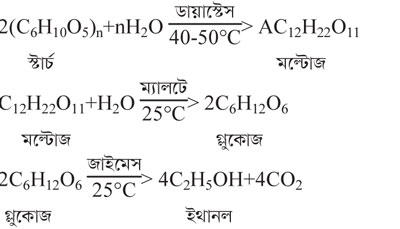 ডায়াস্টেস
2(C₆H₁₀O₅)ₙ+nH₂O ⟶ AC₁₂H₂₂O₁₁
40-50°C
স্টার্চ মল্টোজ
ম্যালটে
C₁₂H₂₂O₁₁+H₂O ⟶ 2C₆H₁₂O₆
25°C
মল্টোজ গ্লুকোজ
জাইমেস
2C₆H₁₂O₆ ⟶ 4C₂H₅OH+4CO₂
25°C
গ্লুকোজ ইথানল